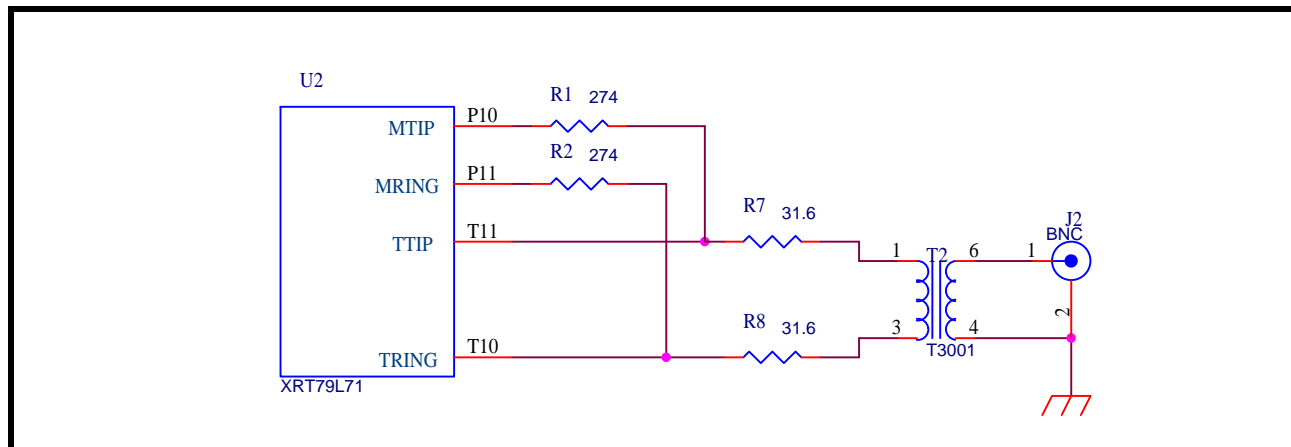 U2
R1 274
MTIP P10
R2 274
MRING P11
R7 31.6
J2
BNC
TTIP T11
1 T2 6 1
2
R8 31.6
3 4
TRING T10
T3001
XRT79L71